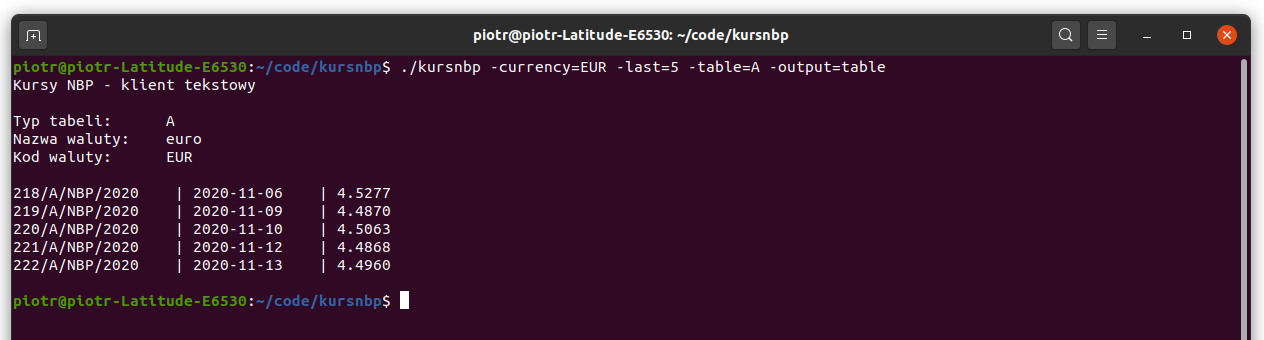 piotr@piotr-Latitude-E6530: ~/code/kursnbp
piotr@piotr-Latitude-E6530:~/code/kursnbp$ ./kursnbp -currency=EUR -last=5 -table=A -output=table
Kursy NBP - klient tekstowy
Typ tabeli:      A
Nazwa waluty:    euro
Kod waluty:      EUR
218/A/NBP/2020    | 2020-11-06    | 4.5277
219/A/NBP/2020    | 2020-11-09    | 4.4870
220/A/NBP/2020    | 2020-11-10    | 4.5063
221/A/NBP/2020    | 2020-11-12    | 4.4868
222/A/NBP/2020    | 2020-11-13    | 4.4960
piotr@piotr-Latitude-E6530:~/code/kursnbp$